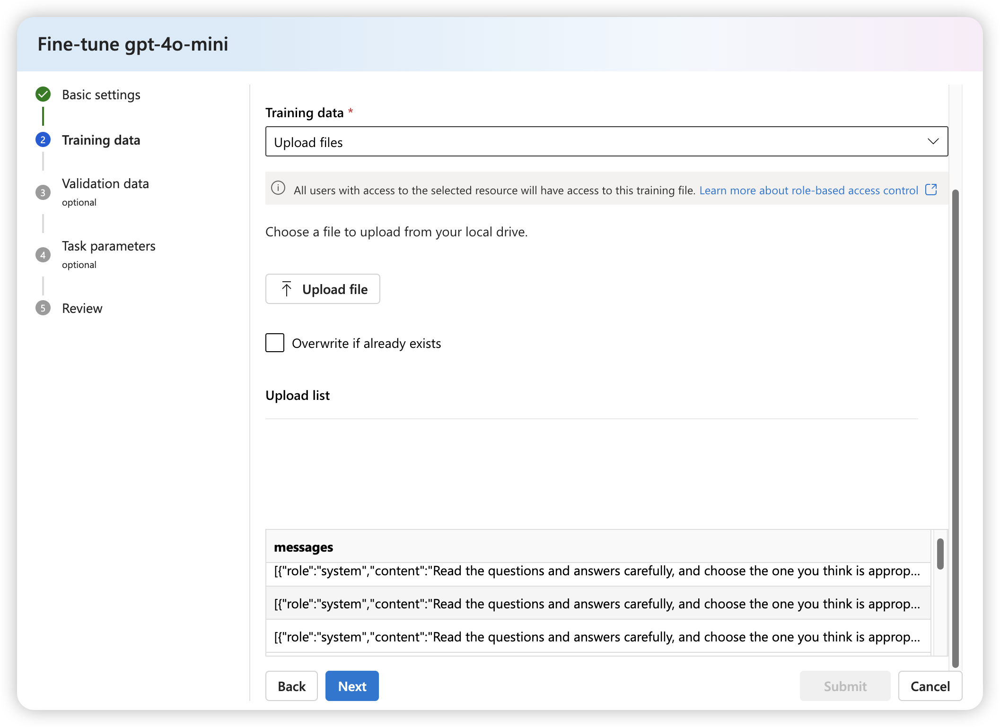 Fine-tune gpt-4o-mini
Basic settings
2 Training data
3 Validation data
optional
4 Task parameters
optional
5 Review
Training data *
Upload files
All users with access to the selected resource will have access to this training file. Learn more about role-based access control
Choose a file to upload from your local drive.
Upload file
Overwrite if already exists
Upload list
messages
[{"role":"system","content":"Read the questions and answers carefully, and choose the one you think is approp...
[{"role":"system","content":"Read the questions and answers carefully, and choose the one you think is approp...
[{"role":"system","content":"Read the questions and answers carefully, and choose the one you think is approp...
Back Next Submit Cancel